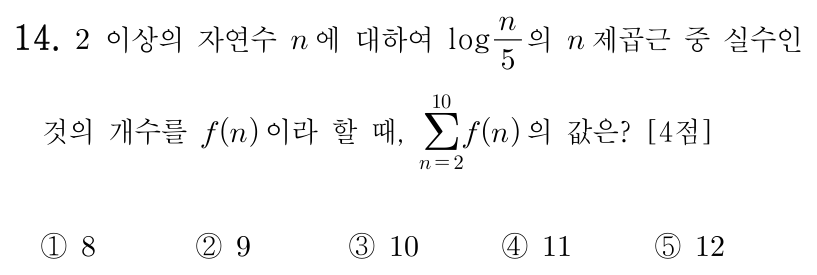 14. 2 이상의 자연수 n에 대하여 log n/5의 n제곱근 중 실수인
것의 개수를 f(n)이라 할 때, ∑_{n=2}^{10} f(n)의 값은? [4점]
① 8 ② 9 ③ 10 ④ 11 ⑤ 12